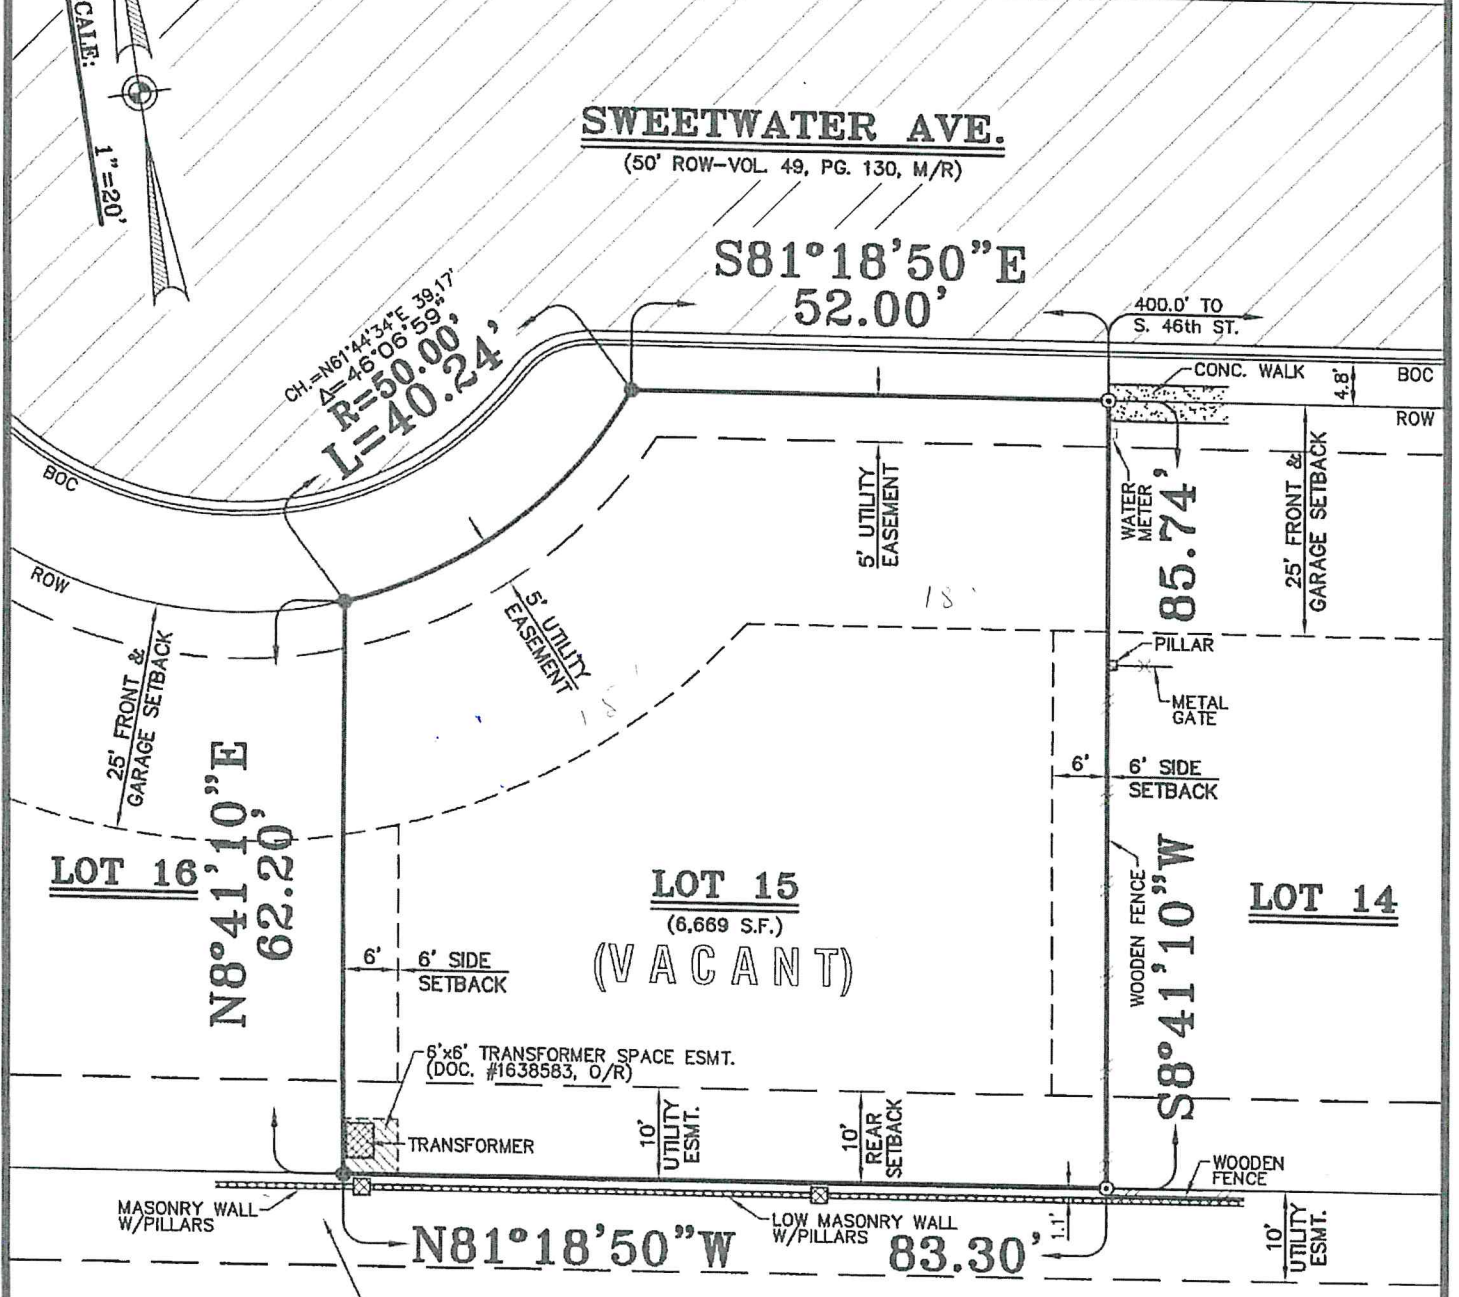 CALE:
1"=20'
SWEETWATER AVE.
(50' ROW-VOL. 49, PG. 130, M/R)
S81°18'50"E
52.00'
400.0' TO
S. 46th ST.
CH.=N61°44'34"E 39.17'
Δ=46°06'59"
R=50.00'
L=40.24'
CONC. WALK
4.8'
BOC
ROW
BOC
ROW
5' UTILITY
EASEMENT
WATER
METER
85.74'
25' FRONT &
GARAGE SETBACK
5' UTILITY
EASEMENT
18'
18'
PILLAR
METAL
GATE
25' FRONT &
GARAGE SETBACK
N8°41'10"E
62.20'
6'
6' SIDE
SETBACK
LOT 16
LOT 15
(6,669 S.F.)
(VACANT)
LOT 14
WOODEN FENCE
S8°41'10"W
6'
6' SIDE
SETBACK
6'x6' TRANSFORMER SPACE ESMT.
(DOC. #1638583, O/R)
TRANSFORMER
10'
UTILITY
ESMT.
10'
REAR
SETBACK
WOODEN
FENCE
MASONRY WALL
W/PILLARS
LOW MASONRY WALL
W/PILLARS
1.1'
N81°18'50"W
83.30'
10'
UTILITY
ESMT.